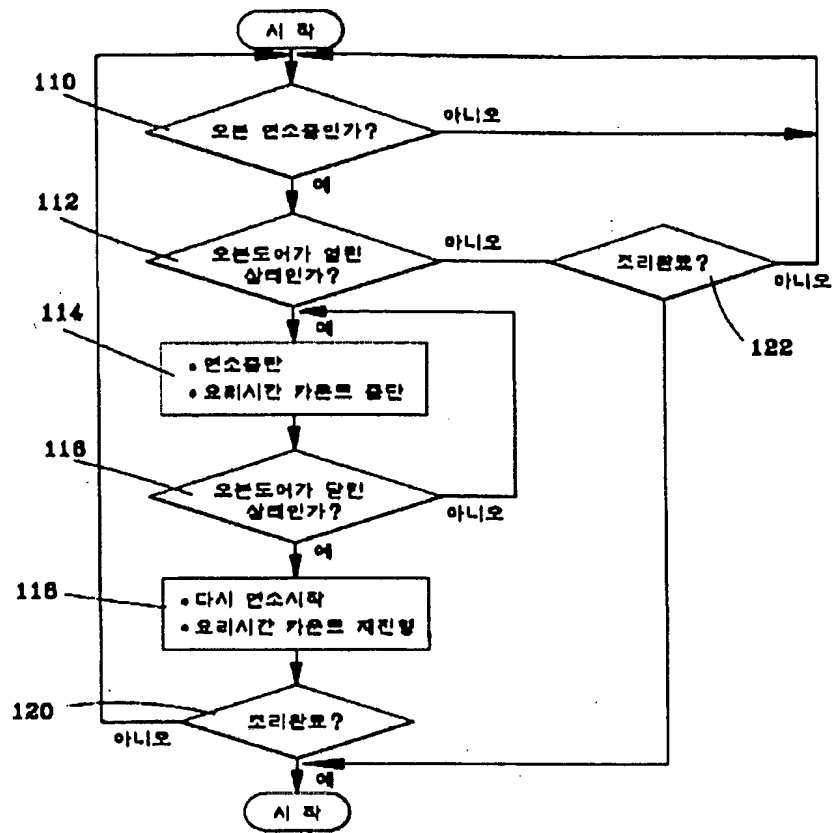 시 작
110
오븐 연소중인가?
아니오
예
112
오븐도어가 열린
상태인가?
아니오
조리완료?
아니오
122
예
114
• 연소중단
• 요리시간 카운트 중단
116
오븐도어가 닫힌
상태인가?
아니오
예
118
• 다시 연소시작
• 요리시간 카운트 재진행
120
조리완료?
아니오
예
시 작